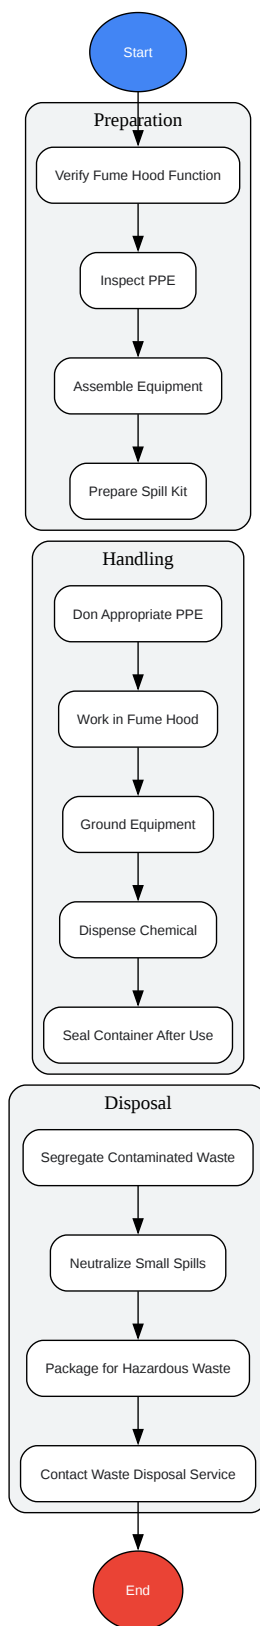 Start
Preparation
Verify Fume Hood Function
Inspect PPE
Assemble Equipment
Prepare Spill Kit
Handling
Don Appropriate PPE
Work in Fume Hood
Ground Equipment
Dispense Chemical
Seal Container After Use
Disposal
Segregate Contaminated Waste
Neutralize Small Spills
Package for Hazardous Waste
Contact Waste Disposal Service
End